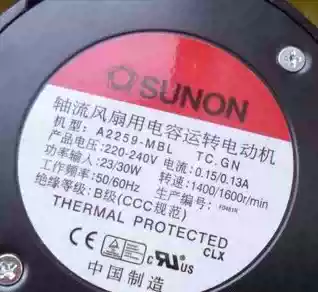 SUNON
轴流风扇用电容运转电动机
机型: A2259-MBL TC.GN
产品电压: 220-240V 电流: 0.15/0.13A
功率输入: 23/30W 转速: 1400/1600r/min
频率: 50/60Hz 生产编号:
绝缘等级: B级(CCC规范)
THERMAL PROTECTED
CLX
CE c RU US
中国制造